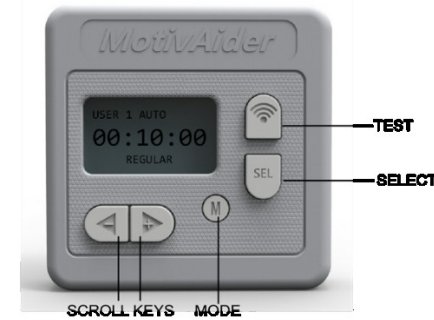 MotivAider
USER 1 AUTO
00:10:00
REGULAR
SEL
M
TEST
SELECT
SCROLL KEYS MODE